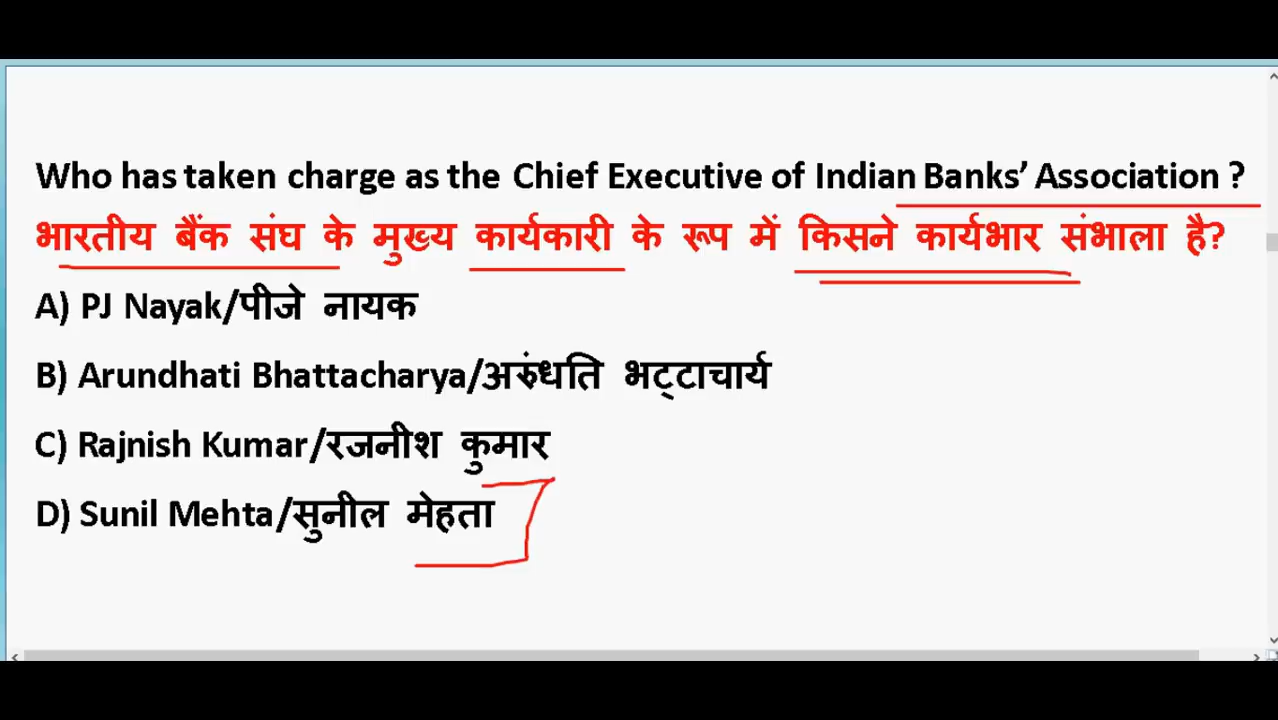 Who has taken charge as the Chief Executive of Indian Banks’ Association ?
भारतीय बैंक संघ के मुख्य कार्यकारी के रूप में किसने कार्यभार संभाला है?
A) PJ Nayak/पीजे नायक
B) Arundhati Bhattacharya/अरुंधति भट्टाचार्य
C) Rajnish Kumar/रजनीश कुमार
D) Sunil Mehta/सुनील मेहता